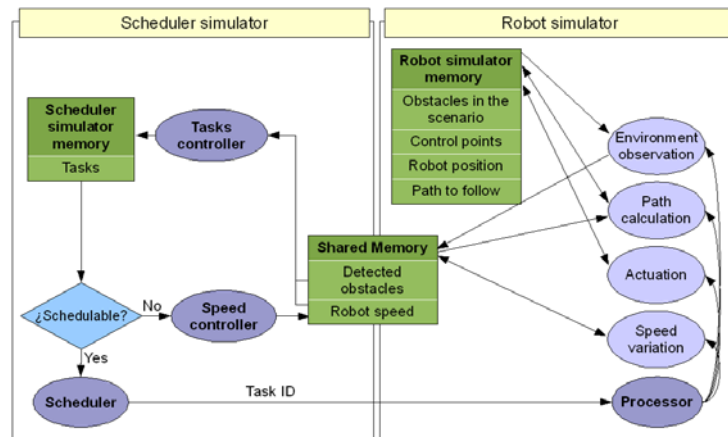 Scheduler simulator
Robot simulator
Scheduler
simulator
memory
Tasks
Tasks
controller
Robot simulator
memory
Obstacles in the
scenario
Control points
Robot position
Path to follow
Environment
observation
Path
calculation
Actuation
Speed
variation
Processor
Shared Memory
Detected
obstacles
Robot speed
¿Schedulable?
No
Speed
controller
Yes
Scheduler
Task ID